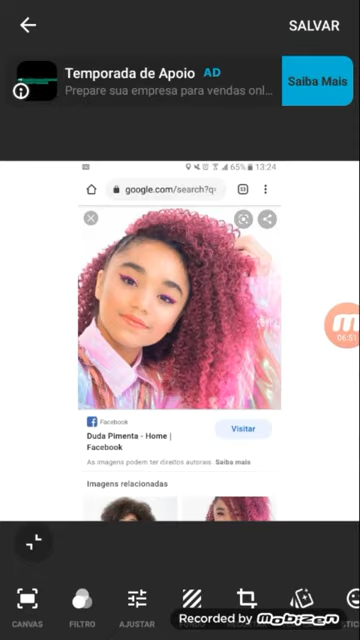 SALVAR
Temporada de Apoio AD
Prepare sua empresa para vendas onl...
Saiba Mais
65% 13:24
google.com/search?q=
Facebook
Duda Pimenta - Home |
Facebook
Visitar
As imagens podem ter direitos autorais. Saiba mais
Imagens relacionadas
06:51
CANVAS
FILTRO
AJUSTAR
Recorded by MOBIZEN